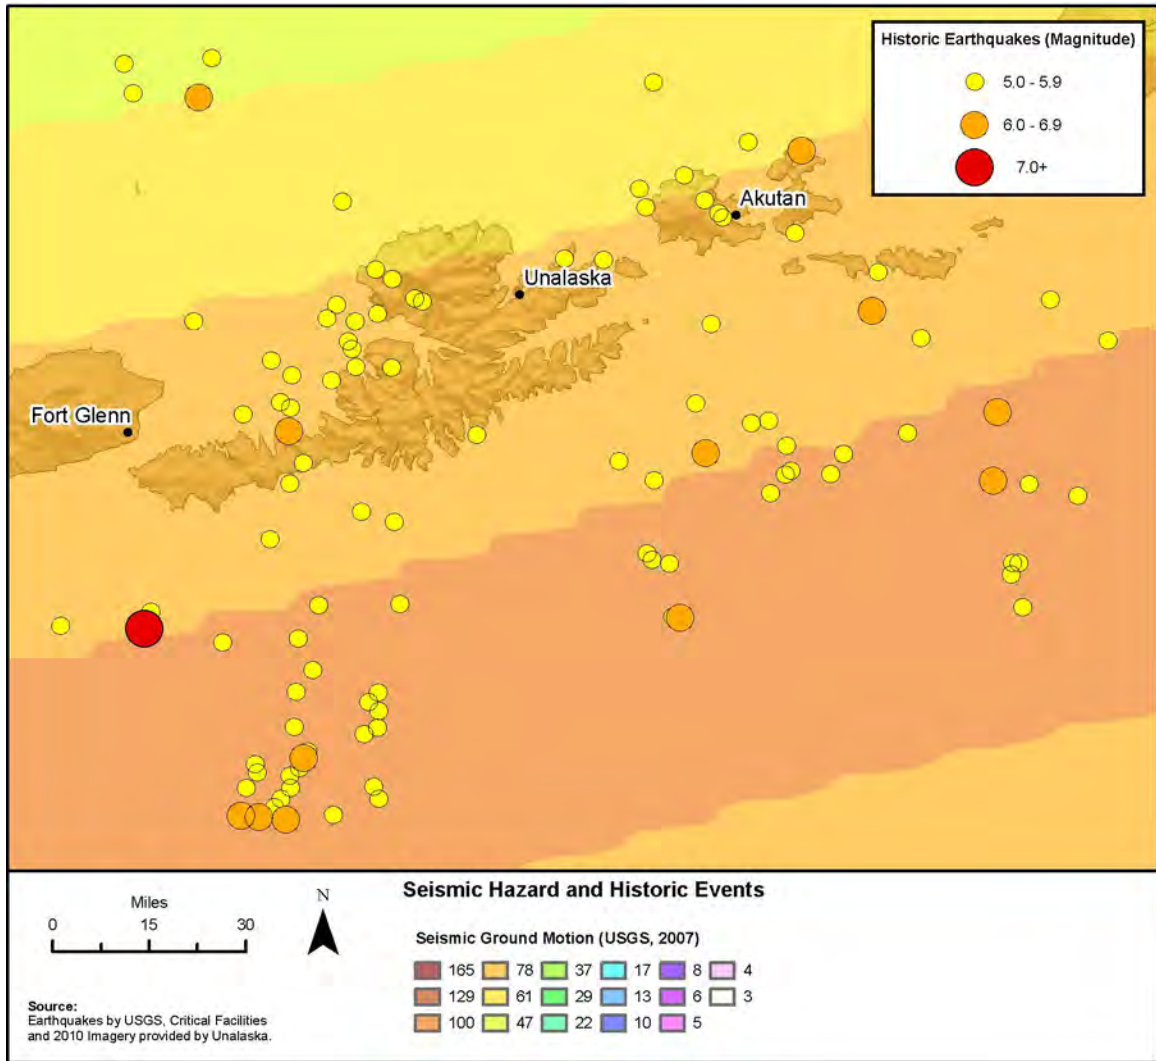 Historic Earthquakes (Magnitude)
5.0 - 5.9
6.0 - 6.9
7.0+
Akutan
Unalaska
Fort Glenn
Seismic Hazard and Historic Events
Miles
0 15 30
N
Seismic Ground Motion (USGS, 2007)
165 78 37 17 8 4
129 61 29 13 6 3
100 47 22 10 5
Source:
Earthquakes by USGS, Critical Facilities
and 2010 Imagery provided by Unalaska.